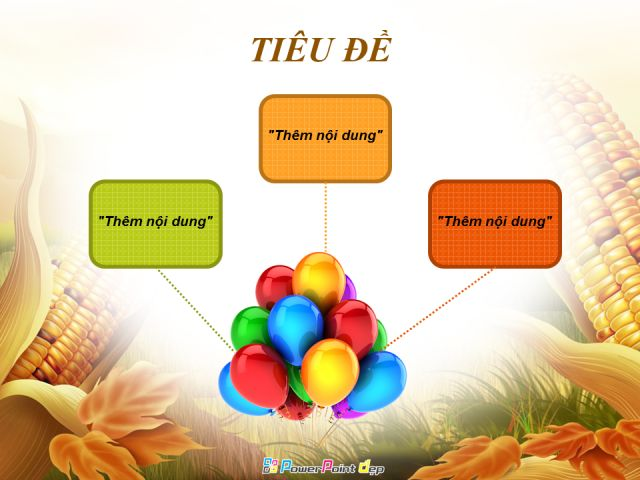 TIÊU ĐỀ
"Thêm nội dung"
"Thêm nội dung"
"Thêm nội dung"
PowerPoint đẹp